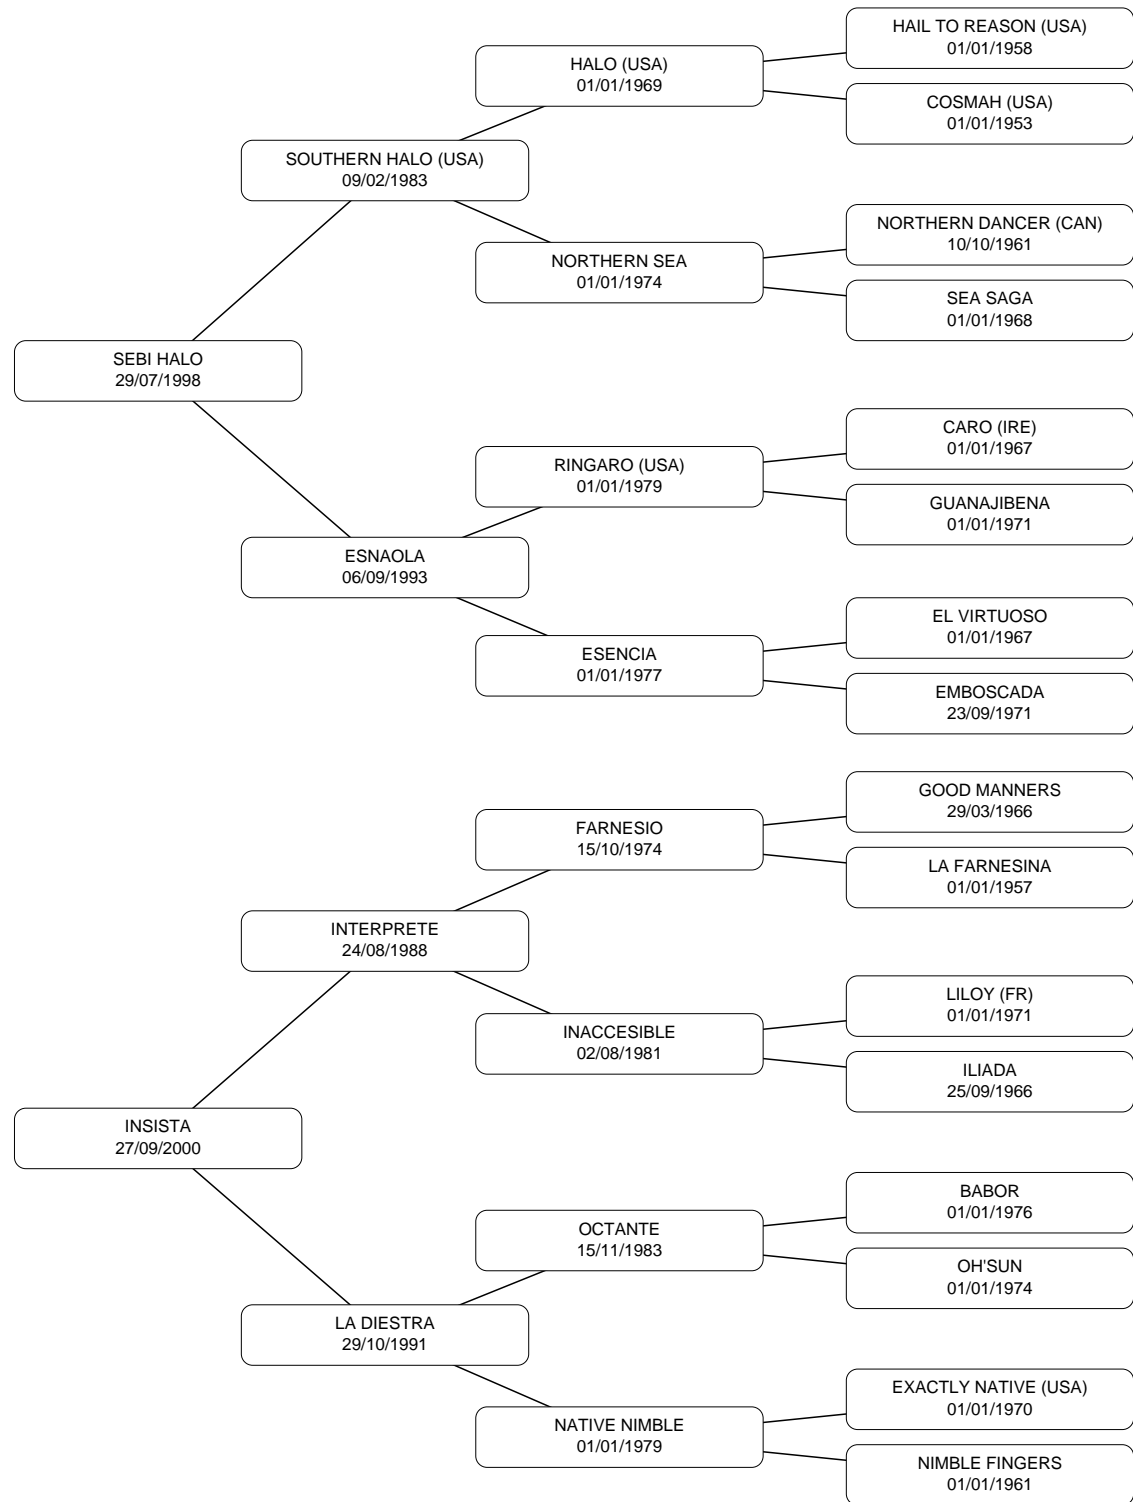 HAIL TO REASON (USA)
01/01/1958
HALO (USA)
01/01/1969
COSMAH (USA)
01/01/1953
SOUTHERN HALO (USA)
09/02/1983
NORTHERN DANCER (CAN)
10/10/1961
NORTHERN SEA
01/01/1974
SEA SAGA
01/01/1968
SEBI HALO
29/07/1998
CARO (IRE)
01/01/1967
RINGARO (USA)
01/01/1979
GUANAJIBENA
01/01/1971
ESNAOLA
06/09/1993
EL VIRTUOSO
01/01/1967
ESENCIA
01/01/1977
EMBOSCADA
23/09/1971
GOOD MANNERS
29/03/1966
FARNESIO
15/10/1974
LA FARNESINA
01/01/1957
INTERPRETE
24/08/1988
LILOY (FR)
01/01/1971
INACCESIBLE
02/08/1981
ILIADA
25/09/1966
INSISTA
27/09/2000
BABOR
01/01/1976
OCTANTE
15/11/1983
OH'SUN
01/01/1974
LA DIESTRA
29/10/1991
EXACTLY NATIVE (USA)
01/01/1970
NATIVE NIMBLE
01/01/1979
NIMBLE FINGERS
01/01/1961